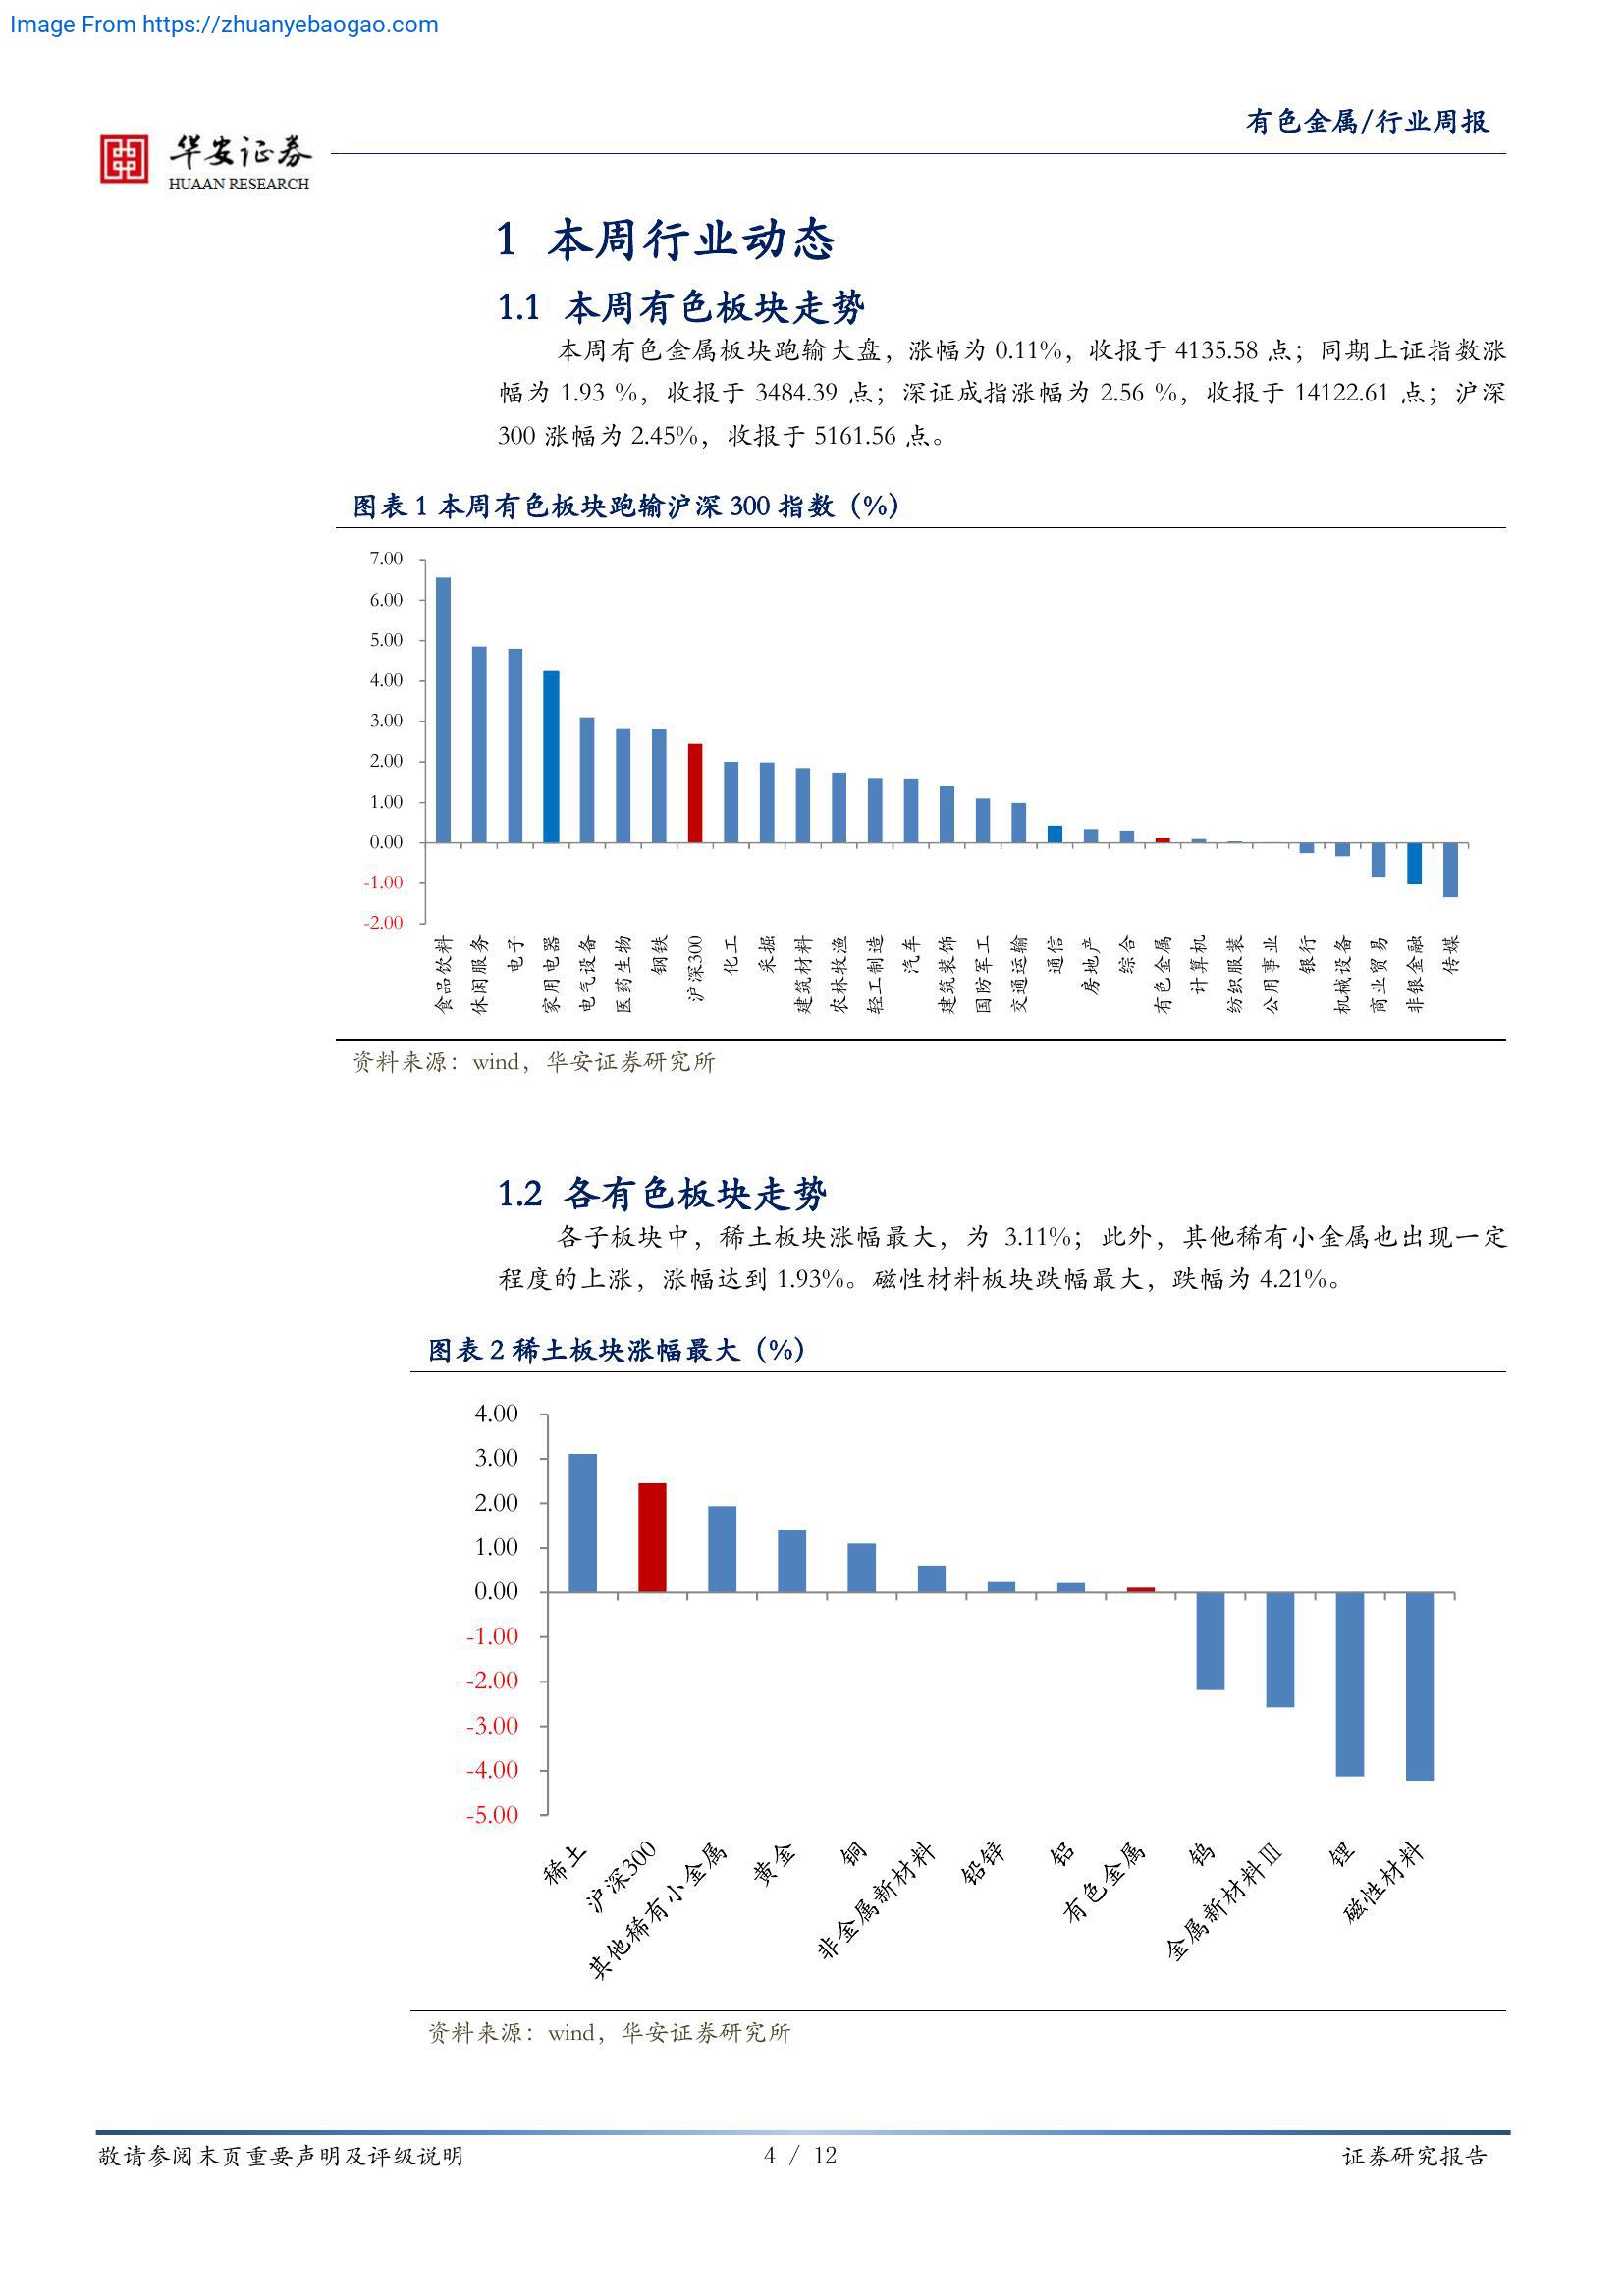 Image From https://zhuanyebaogao.com
有色金属/行业周报
华安证券
HUAAN RESEARCH
1 本周行业动态
1.1 本周有色板块走势
本周有色金属板块跑输大盘，涨幅为 0.11%，收报于 4135.58 点；同期上证指数涨
幅为 1.93 %，收报于 3484.39 点；深证成指涨幅为 2.56 %，收报于 14122.61 点；沪深
300 涨幅为 2.45%，收报于 5161.56 点。
图表 1 本周有色板块跑输沪深 300 指数（%）
7.00
6.00
5.00
4.00
3.00
2.00
1.00
0.00
-1.00
-2.00
食品饮料
休闲服务
电子
家用电器
电气设备
医药生物
钢铁
沪深300
化工
采掘
建筑材料
农林牧渔
轻工制造
汽车
建筑装饰
国防军工
交通运输
通信
房地产
综合
有色金属
计算机
纺织服装
公用事业
银行
机械设备
商业贸易
非银金融
传媒
资料来源：wind，华安证券研究所
1.2 各有色板块走势
各子板块中，稀土板块涨幅最大，为 3.11%；此外，其他稀有小金属也出现一定
程度的上涨，涨幅达到 1.93%。磁性材料板块跌幅最大，跌幅为 4.21%。
图表 2 稀土板块涨幅最大（%）
4.00
3.00
2.00
1.00
0.00
-1.00
-2.00
-3.00
-4.00
-5.00
稀土
沪深300
其他稀有小金属
黄金
铜
非金属新材料
铅锌
铝
有色金属
钨
金属新材料Ⅲ
锂
磁性材料
资料来源：wind，华安证券研究所
敬请参阅末页重要声明及评级说明
4 / 12
证券研究报告